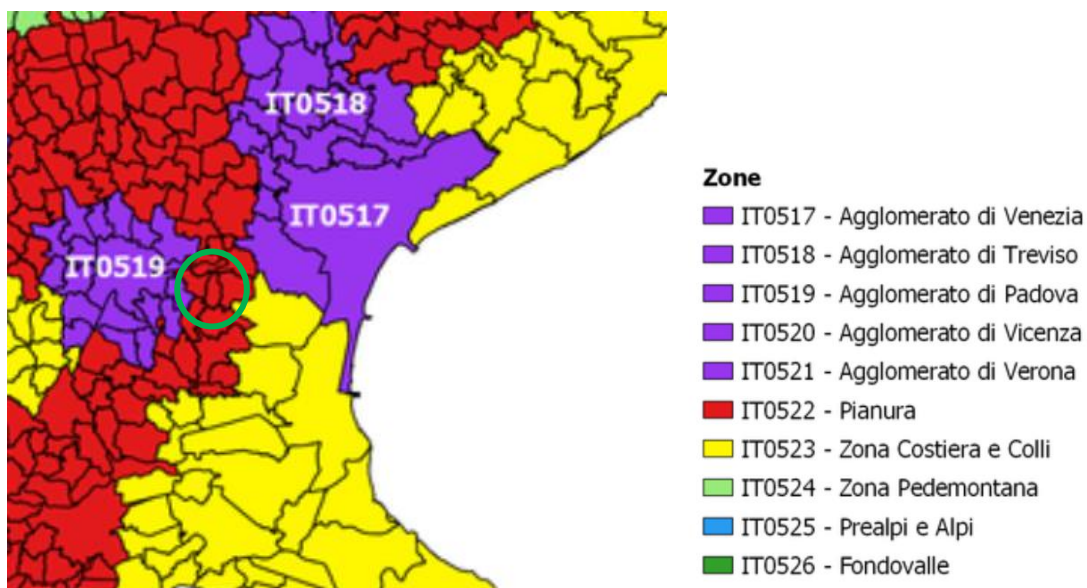 IT0518
IT0517
IT0519
Zone
IT0517 - Agglomerato di Venezia
IT0518 - Agglomerato di Treviso
IT0519 - Agglomerato di Padova
IT0520 - Agglomerato di Vicenza
IT0521 - Agglomerato di Verona
IT0522 - Pianura
IT0523 - Zona Costiera e Colli
IT0524 - Zona Pedemontana
IT0525 - Prealpi e Alpi
IT0526 - Fondovalle